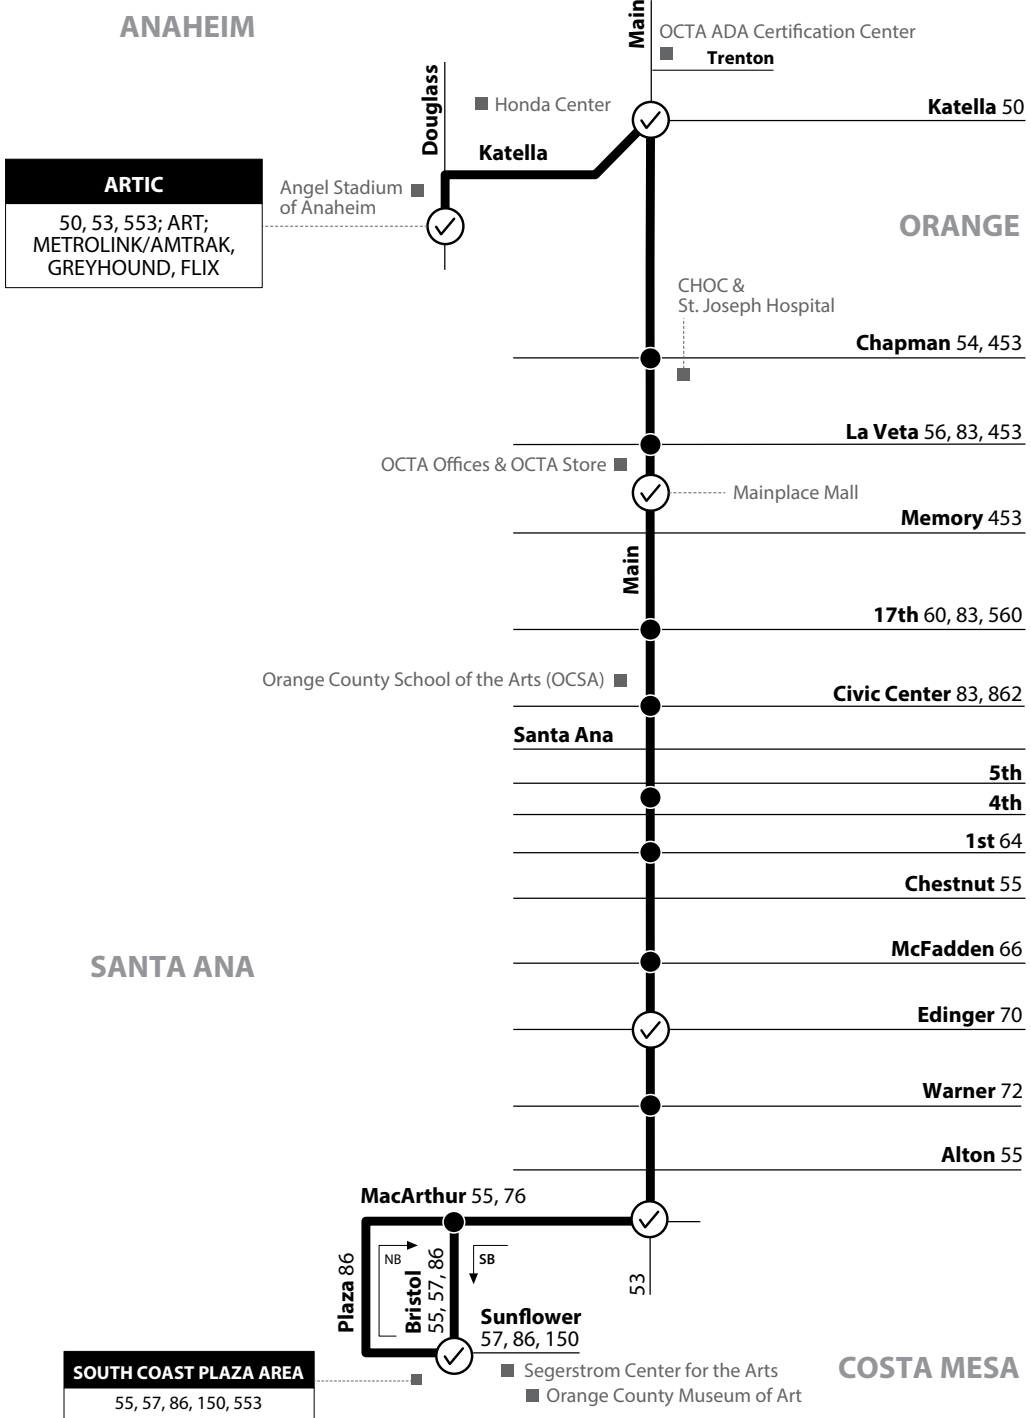 ANAHEIM
Main
OCTA ADA Certification Center
Trenton
Douglass
Honda Center
Katella 50
Katella
ARTIC
50, 53, 553; ART;
METROLINK/AMTRAK,
GREYHOUND, FLIX
Angel Stadium
of Anaheim
ORANGE
CHOC &
St. Joseph Hospital
Chapman 54, 453
La Veta 56, 83, 453
OCTA Offices & OCTA Store
Mainplace Mall
Memory 453
Main
17th 60, 83, 560
Orange County School of the Arts (OCSA)
Civic Center 83, 862
Santa Ana
5th
4th
1st 64
Chestnut 55
McFadden 66
SANTA ANA
Edinger 70
Warner 72
Alton 55
MacArthur 55, 76
Plaza 86
NB
Bristol
55, 57, 86
SB
53
Sunflower
57, 86, 150
SOUTH COAST PLAZA AREA
55, 57, 86, 150, 553
Segerstrom Center for the Arts
Orange County Museum of Art
COSTA MESA